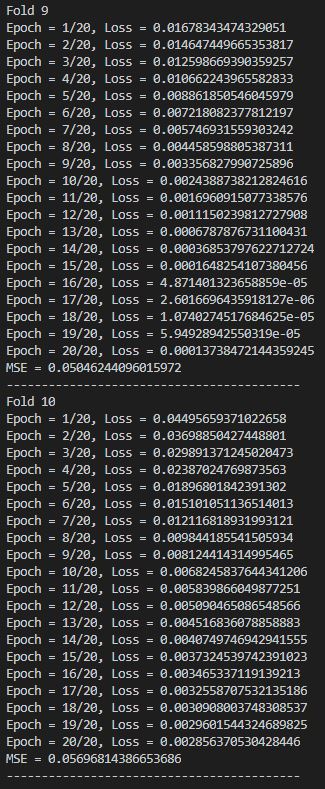 Fold 9
Epoch = 1/20, Loss = 0.01678343474329051
Epoch = 2/20, Loss = 0.014647449665353817
Epoch = 3/20, Loss = 0.012598669390359257
Epoch = 4/20, Loss = 0.010662243965582833
Epoch = 5/20, Loss = 0.008861850546045979
Epoch = 6/20, Loss = 0.007218082377812197
Epoch = 7/20, Loss = 0.005746931559303242
Epoch = 8/20, Loss = 0.004458598805387311
Epoch = 9/20, Loss = 0.003356827990725896
Epoch = 10/20, Loss = 0.0024388738212824616
Epoch = 11/20, Loss = 0.0016960915077338576
Epoch = 12/20, Loss = 0.0011150239812727908
Epoch = 13/20, Loss = 0.0006787876731100431
Epoch = 14/20, Loss = 0.00036853797622712724
Epoch = 15/20, Loss = 0.0001648254107380456
Epoch = 16/20, Loss = 4.871401323658859e-05
Epoch = 17/20, Loss = 2.6016696435918127e-06
Epoch = 18/20, Loss = 1.0740274517684625e-05
Epoch = 19/20, Loss = 5.94928942550319e-05
Epoch = 20/20, Loss = 0.00013738472144359245
MSE = 0.05046244096015972
------------------------------------------
Fold 10
Epoch = 1/20, Loss = 0.04495659371022658
Epoch = 2/20, Loss = 0.03698850427448801
Epoch = 3/20, Loss = 0.029891371245020473
Epoch = 4/20, Loss = 0.02387024769873563
Epoch = 5/20, Loss = 0.01896801842391302
Epoch = 6/20, Loss = 0.015101051136514013
Epoch = 7/20, Loss = 0.012116818931993121
Epoch = 8/20, Loss = 0.009844185541505934
Epoch = 9/20, Loss = 0.008124414314995465
Epoch = 10/20, Loss = 0.0068245837644341206
Epoch = 11/20, Loss = 0.005839866049877251
Epoch = 12/20, Loss = 0.005090465086548566
Epoch = 13/20, Loss = 0.004516836078858883
Epoch = 14/20, Loss = 0.0040749746942941555
Epoch = 15/20, Loss = 0.0037324539742391023
Epoch = 16/20, Loss = 0.003465337119139213
Epoch = 17/20, Loss = 0.0032558707532135186
Epoch = 18/20, Loss = 0.0030908003748308537
Epoch = 19/20, Loss = 0.0029601544324689825
Epoch = 20/20, Loss = 0.002856370530428446
MSE = 0.05696814386653686
------------------------------------------